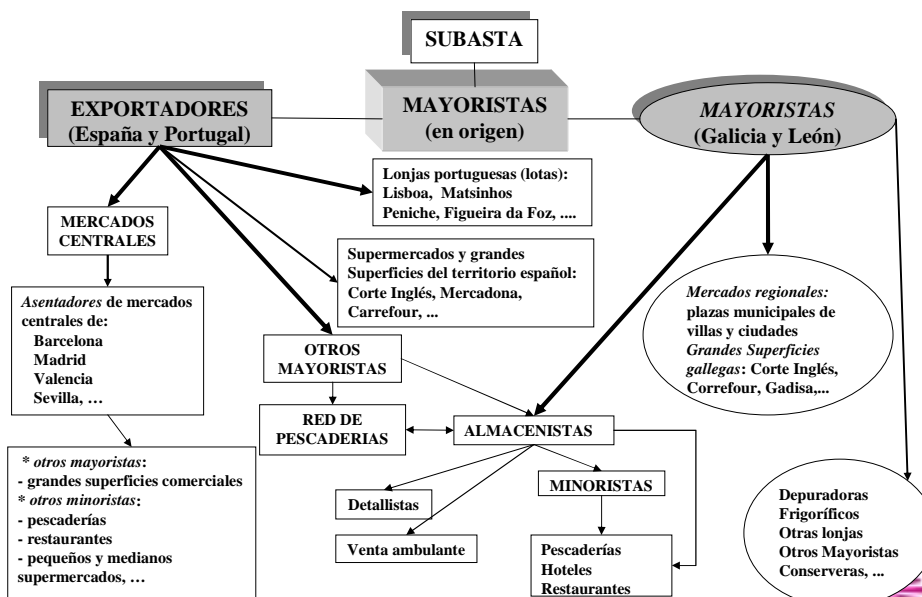 SUBASTA
EXPORTADORES
(España y Portugal)
MAYORISTAS
(en origen)
MAYORISTAS
(Galicia y León)
Lonjas portuguesas (lotas):
Lisboa, Matsinhos
Peniche, Figueira da Foz, ....
MERCADOS
CENTRALES
Supermercados y grandes
Superficies del territorio español:
Corte Inglés, Mercadona,
Carrefour, ...
Asentadores de mercados
centrales de:
Barcelona
Madrid
Valencia
Sevilla, …
Mercados regionales:
plazas municipales de
villas y ciudades
Grandes Superficies
gallegas: Corte Inglés,
Correfour, Gadisa,...
OTROS
MAYORISTAS
RED DE
PESCADERIAS
ALMACENISTAS
* otros mayoristas:
- grandes superficies comerciales
* otros minoristas:
- pescaderías
- restaurantes
- pequeños y medianos
supermercados, …
Detallistas
MINORISTAS
Venta ambulante
Pescaderías
Hoteles
Restaurantes
Depuradoras
Frigoríficos
Otras lonjas
Otros Mayoristas
Conserveras, ...